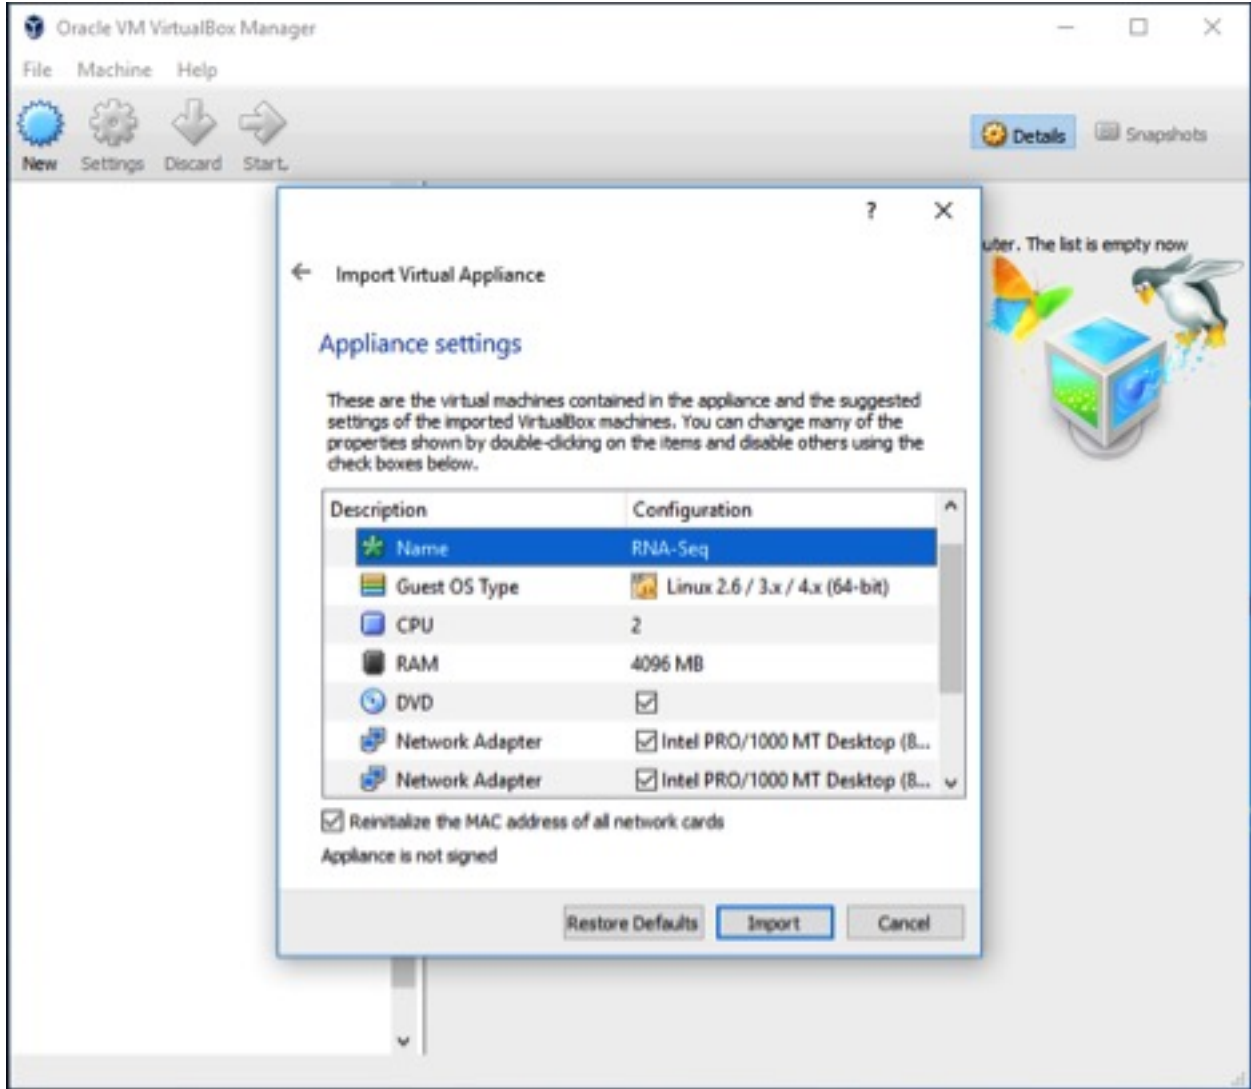 Oracle VM VirtualBox Manager
File Machine Help
New Settings Discard Start.
Details Snapshots
? 
uter. The list is empty now
Import Virtual Appliance
Appliance settings
These are the virtual machines contained in the appliance and the suggested
settings of the imported VirtualBox machines. You can change many of the
properties shown by double-clicking on the items and disable others using the
check boxes below.
Description Configuration
Name RNA-Seq
Guest OS Type Linux 2.6 / 3.x / 4.x (64-bit)
CPU 2
RAM 4096 MB
DVD
Network Adapter Intel PRO/1000 MT Desktop (8...
Network Adapter Intel PRO/1000 MT Desktop (8...
Reinitialize the MAC address of all network cards
Appliance is not signed
Restore Defaults Import Cancel